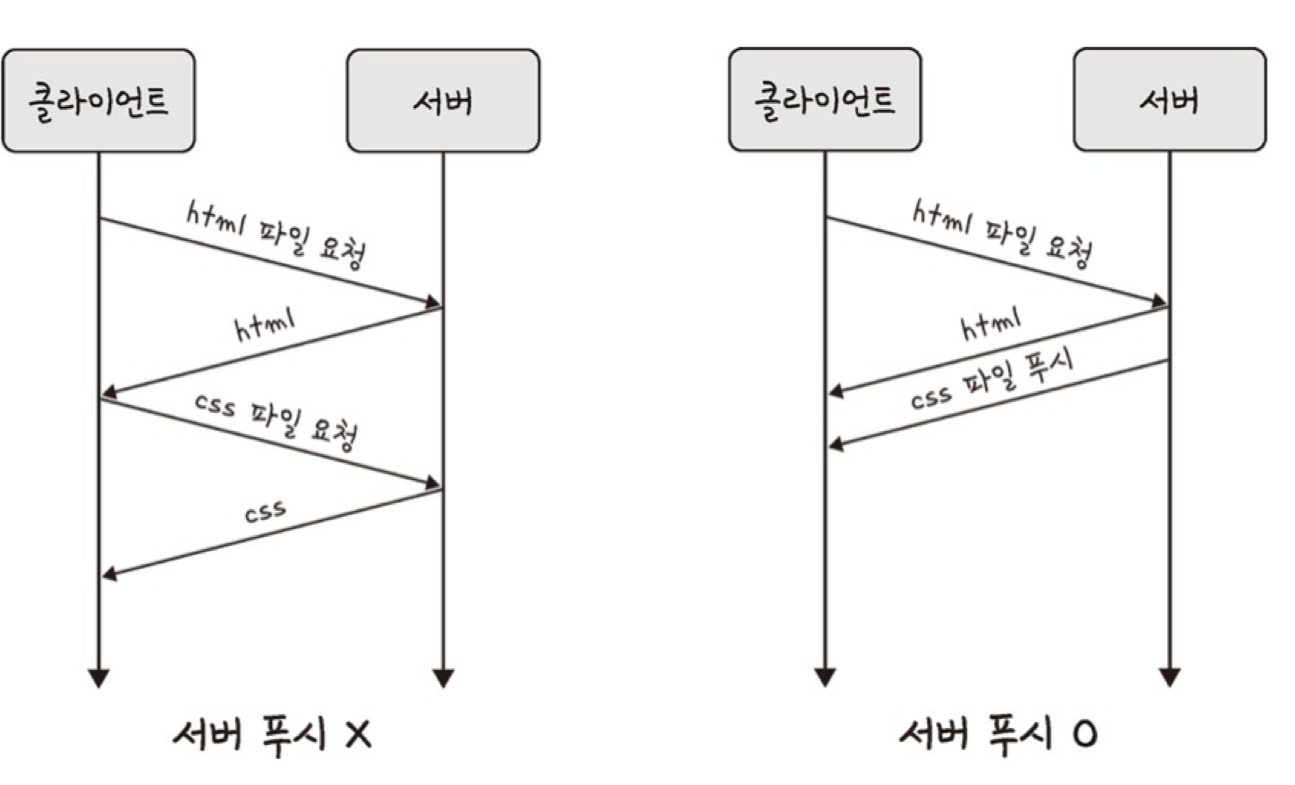 클라이언트
서버
html 파일 요청
html
css 파일 요청
css
서버 푸시 X
클라이언트
서버
html 파일 요청
html
css 파일 푸시
서버 푸시 O